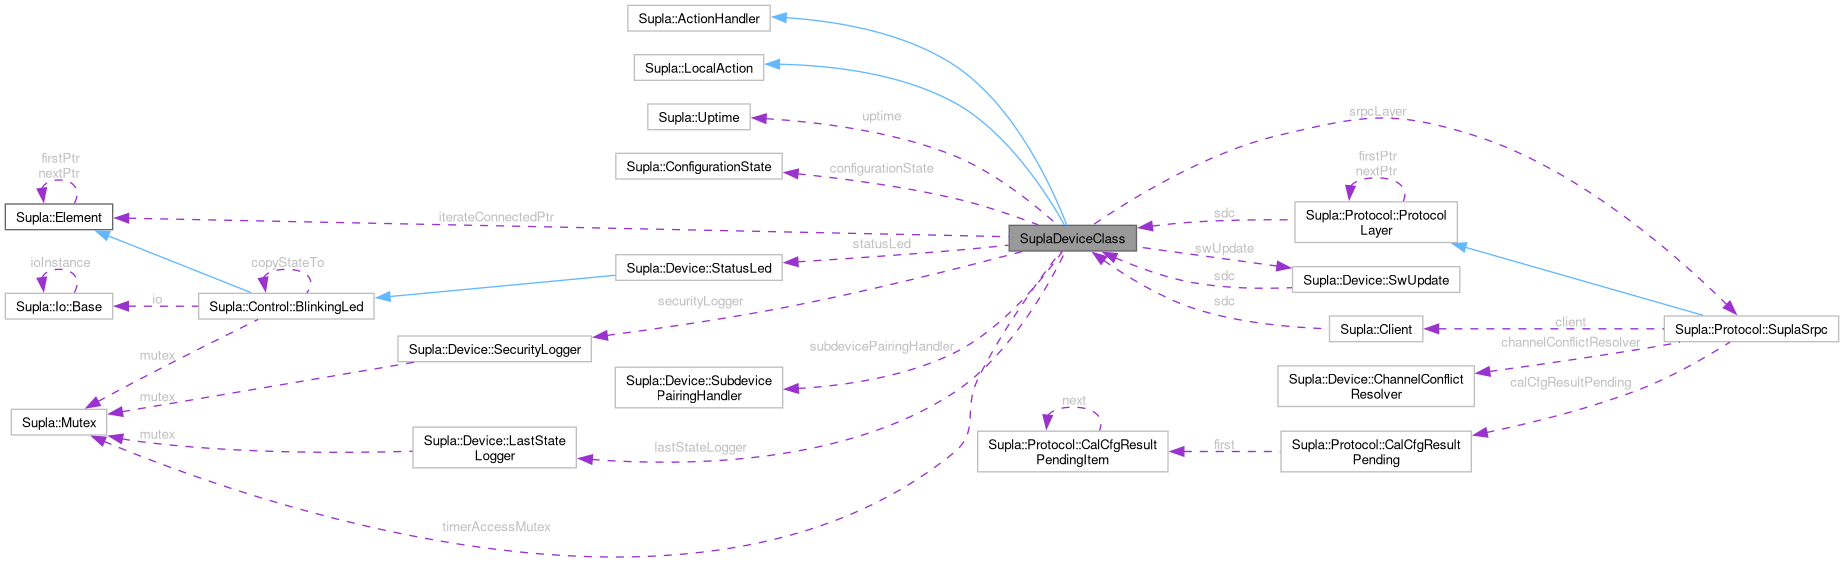 Supla::ActionHandler
Supla::LocalAction
Supla::Uptime
uptime
srpcLayer
Supla::ConfigurationState
configurationState
firstPtr
nextPtr
firstPtr
nextPtr
Supla::Element
iterateConnectedPtr
sdc
Supla::Protocol::Protocol
Layer
SuplaDeviceClass
statusLed
swUpdate
ioInstance
copyStateTo
Supla::Device::StatusLed
sdc
Supla::Device::SwUpdate
Supla::Io::Base
io
Supla::Control::BlinkingLed
securityLogger
sdc
Supla::Client
client
Supla::Protocol::SuplaSrpc
mutex
Supla::Device::SecurityLogger
subdevicePairingHandler
channelConflictResolver
Supla::Device::Subdevice
PairingHandler
Supla::Device::ChannelConflict
Resolver
calCfgResultPending
mutex
next
Supla::Mutex
mutex
Supla::Device::LastState
Logger
lastStateLogger
Supla::Protocol::CalCfgResult
PendingItem
first
Supla::Protocol::CalCfgResult
Pending
timerAccessMutex